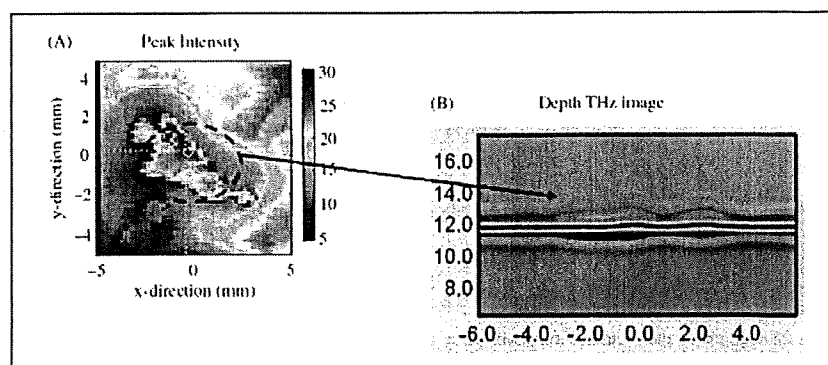 (A) Peak Intensity
y-direction (mm)
4
2
0
−2
−4
−5 0 5
x-direction (mm)
30
25
20
15
10
5
(B) Depth THz image
16.0
14.0
12.0
10.0
8.0
-6.0 -4.0 -2.0 0.0 2.0 4.0